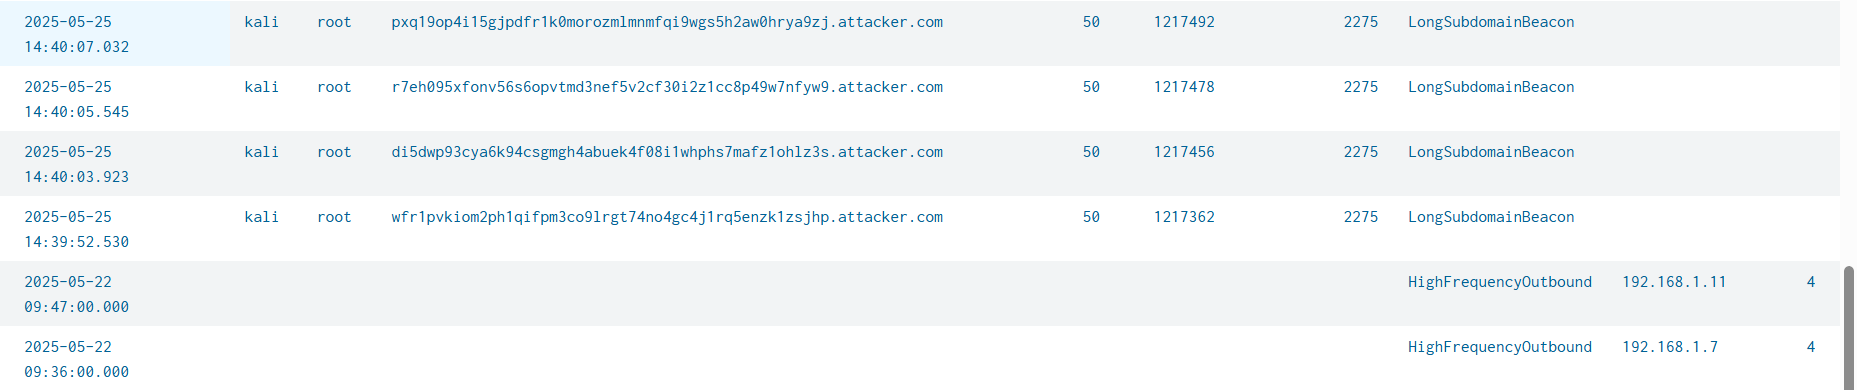 2025-05-25 kali root pxq19op4i15gjpdfr1k0morozmlmnmfqi9wgs5h2aw0hrya9zj.attacker.com 50 1217492 2275 LongSubdomainBeacon
14:40:07.032
2025-05-25 kali root r7eh095xfonv56s6opvtmd3nef5v2cf30i2z1cc8p49w7nfyw9.attacker.com 50 1217478 2275 LongSubdomainBeacon
14:40:05.545
2025-05-25 kali root di5dwp93cya6k94csgmgh4abuek4f08i1whphs7mafz1ohlz3s.attacker.com 50 1217456 2275 LongSubdomainBeacon
14:40:03.923
2025-05-25 kali root wfr1pvkiom2ph1qifpm3co9lrgt74no4gc4j1rq5enzk1zsjhp.attacker.com 50 1217362 2275 LongSubdomainBeacon
14:39:52.530
2025-05-22 HighFrequencyOutbound 192.168.1.11 4
09:47:00.000
2025-05-22 HighFrequencyOutbound 192.168.1.7 4
09:36:00.000